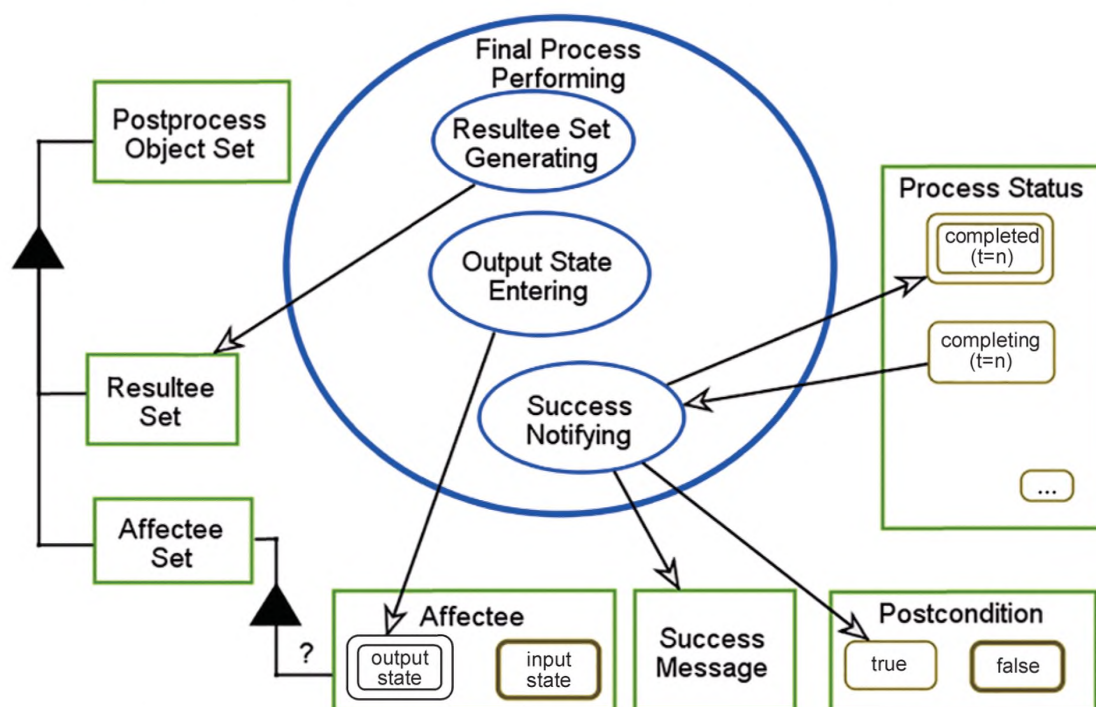 Final Process
Performing
Resultee Set
Generating
Output State
Entering
Success
Notifying
Postprocess
Object Set
Resultee
Set
Affectee
Set
?
Affectee
output
state
input
state
Success
Message
Postcondition
true
false
Process Status
completed
(t=n)
completing
(t=n)
...